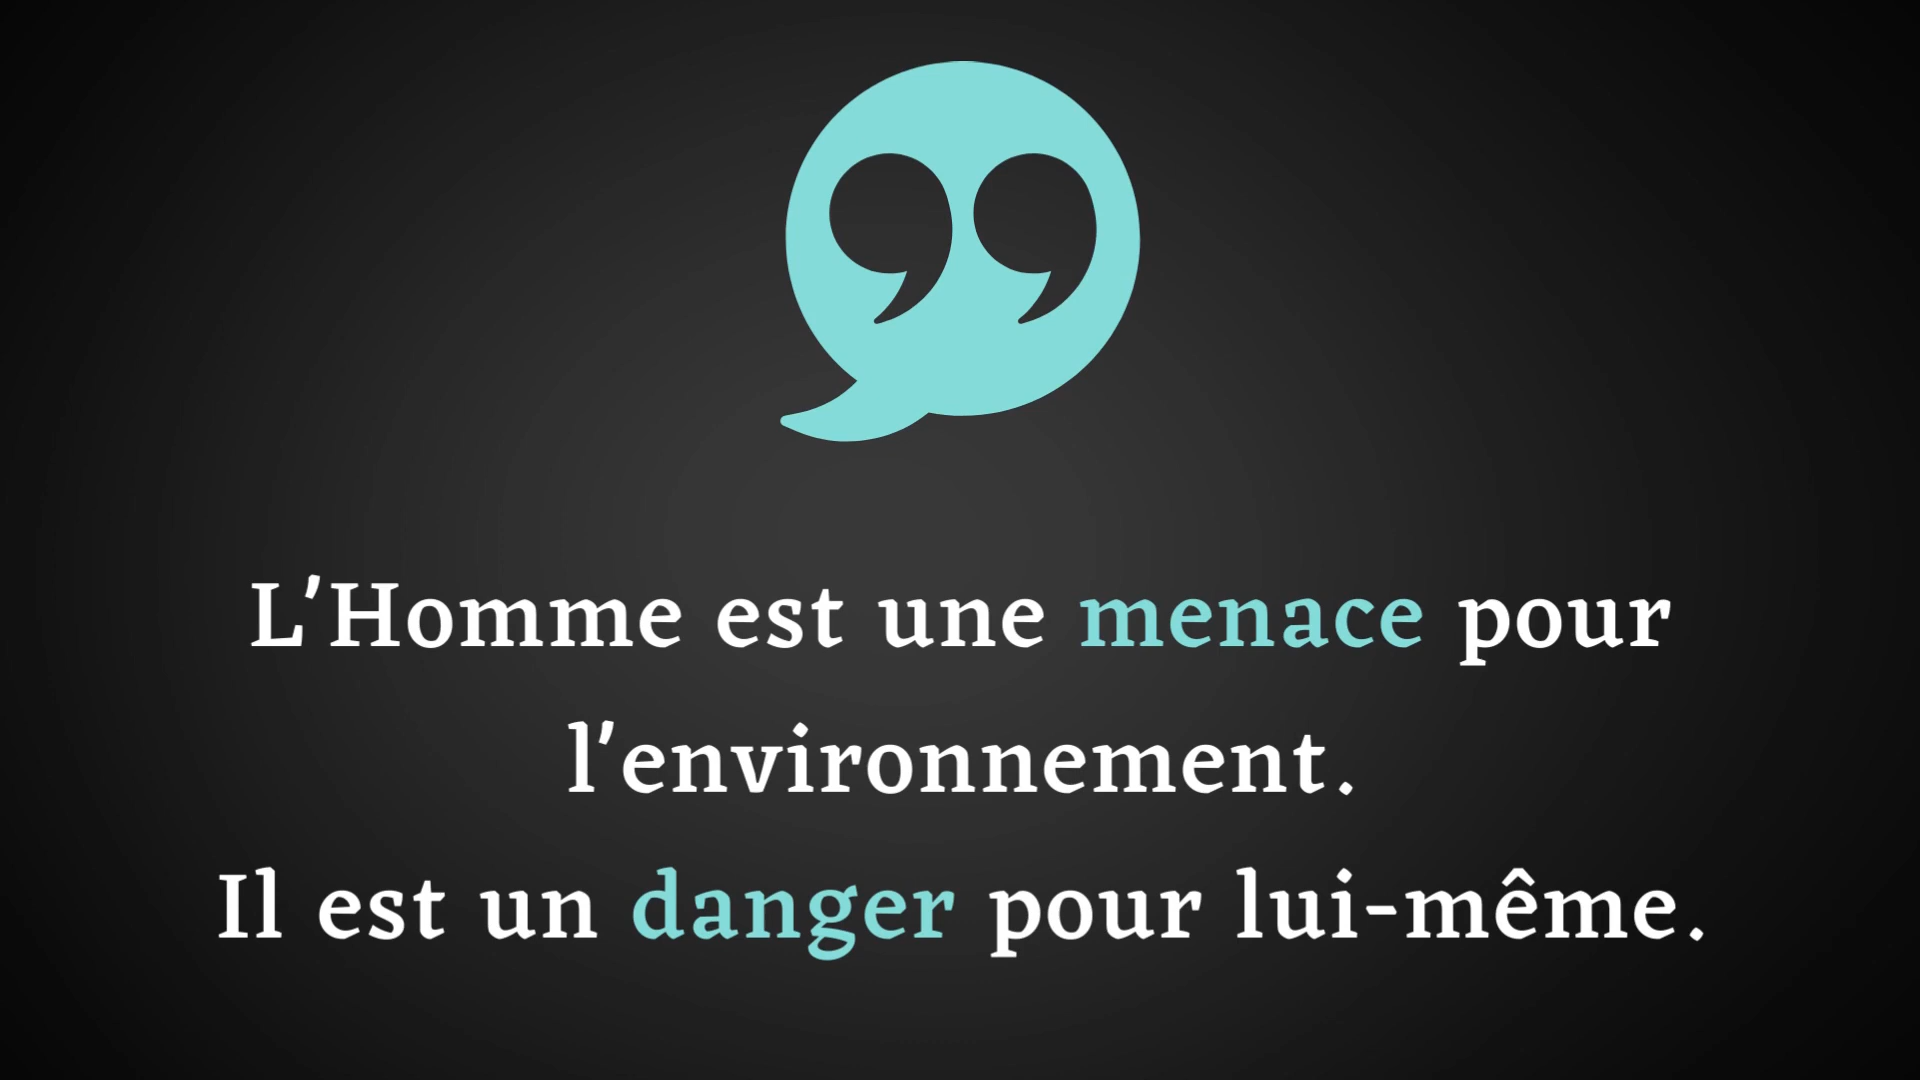 L'Homme est une menace pour
l'environnement.
Il est un danger pour lui-même.